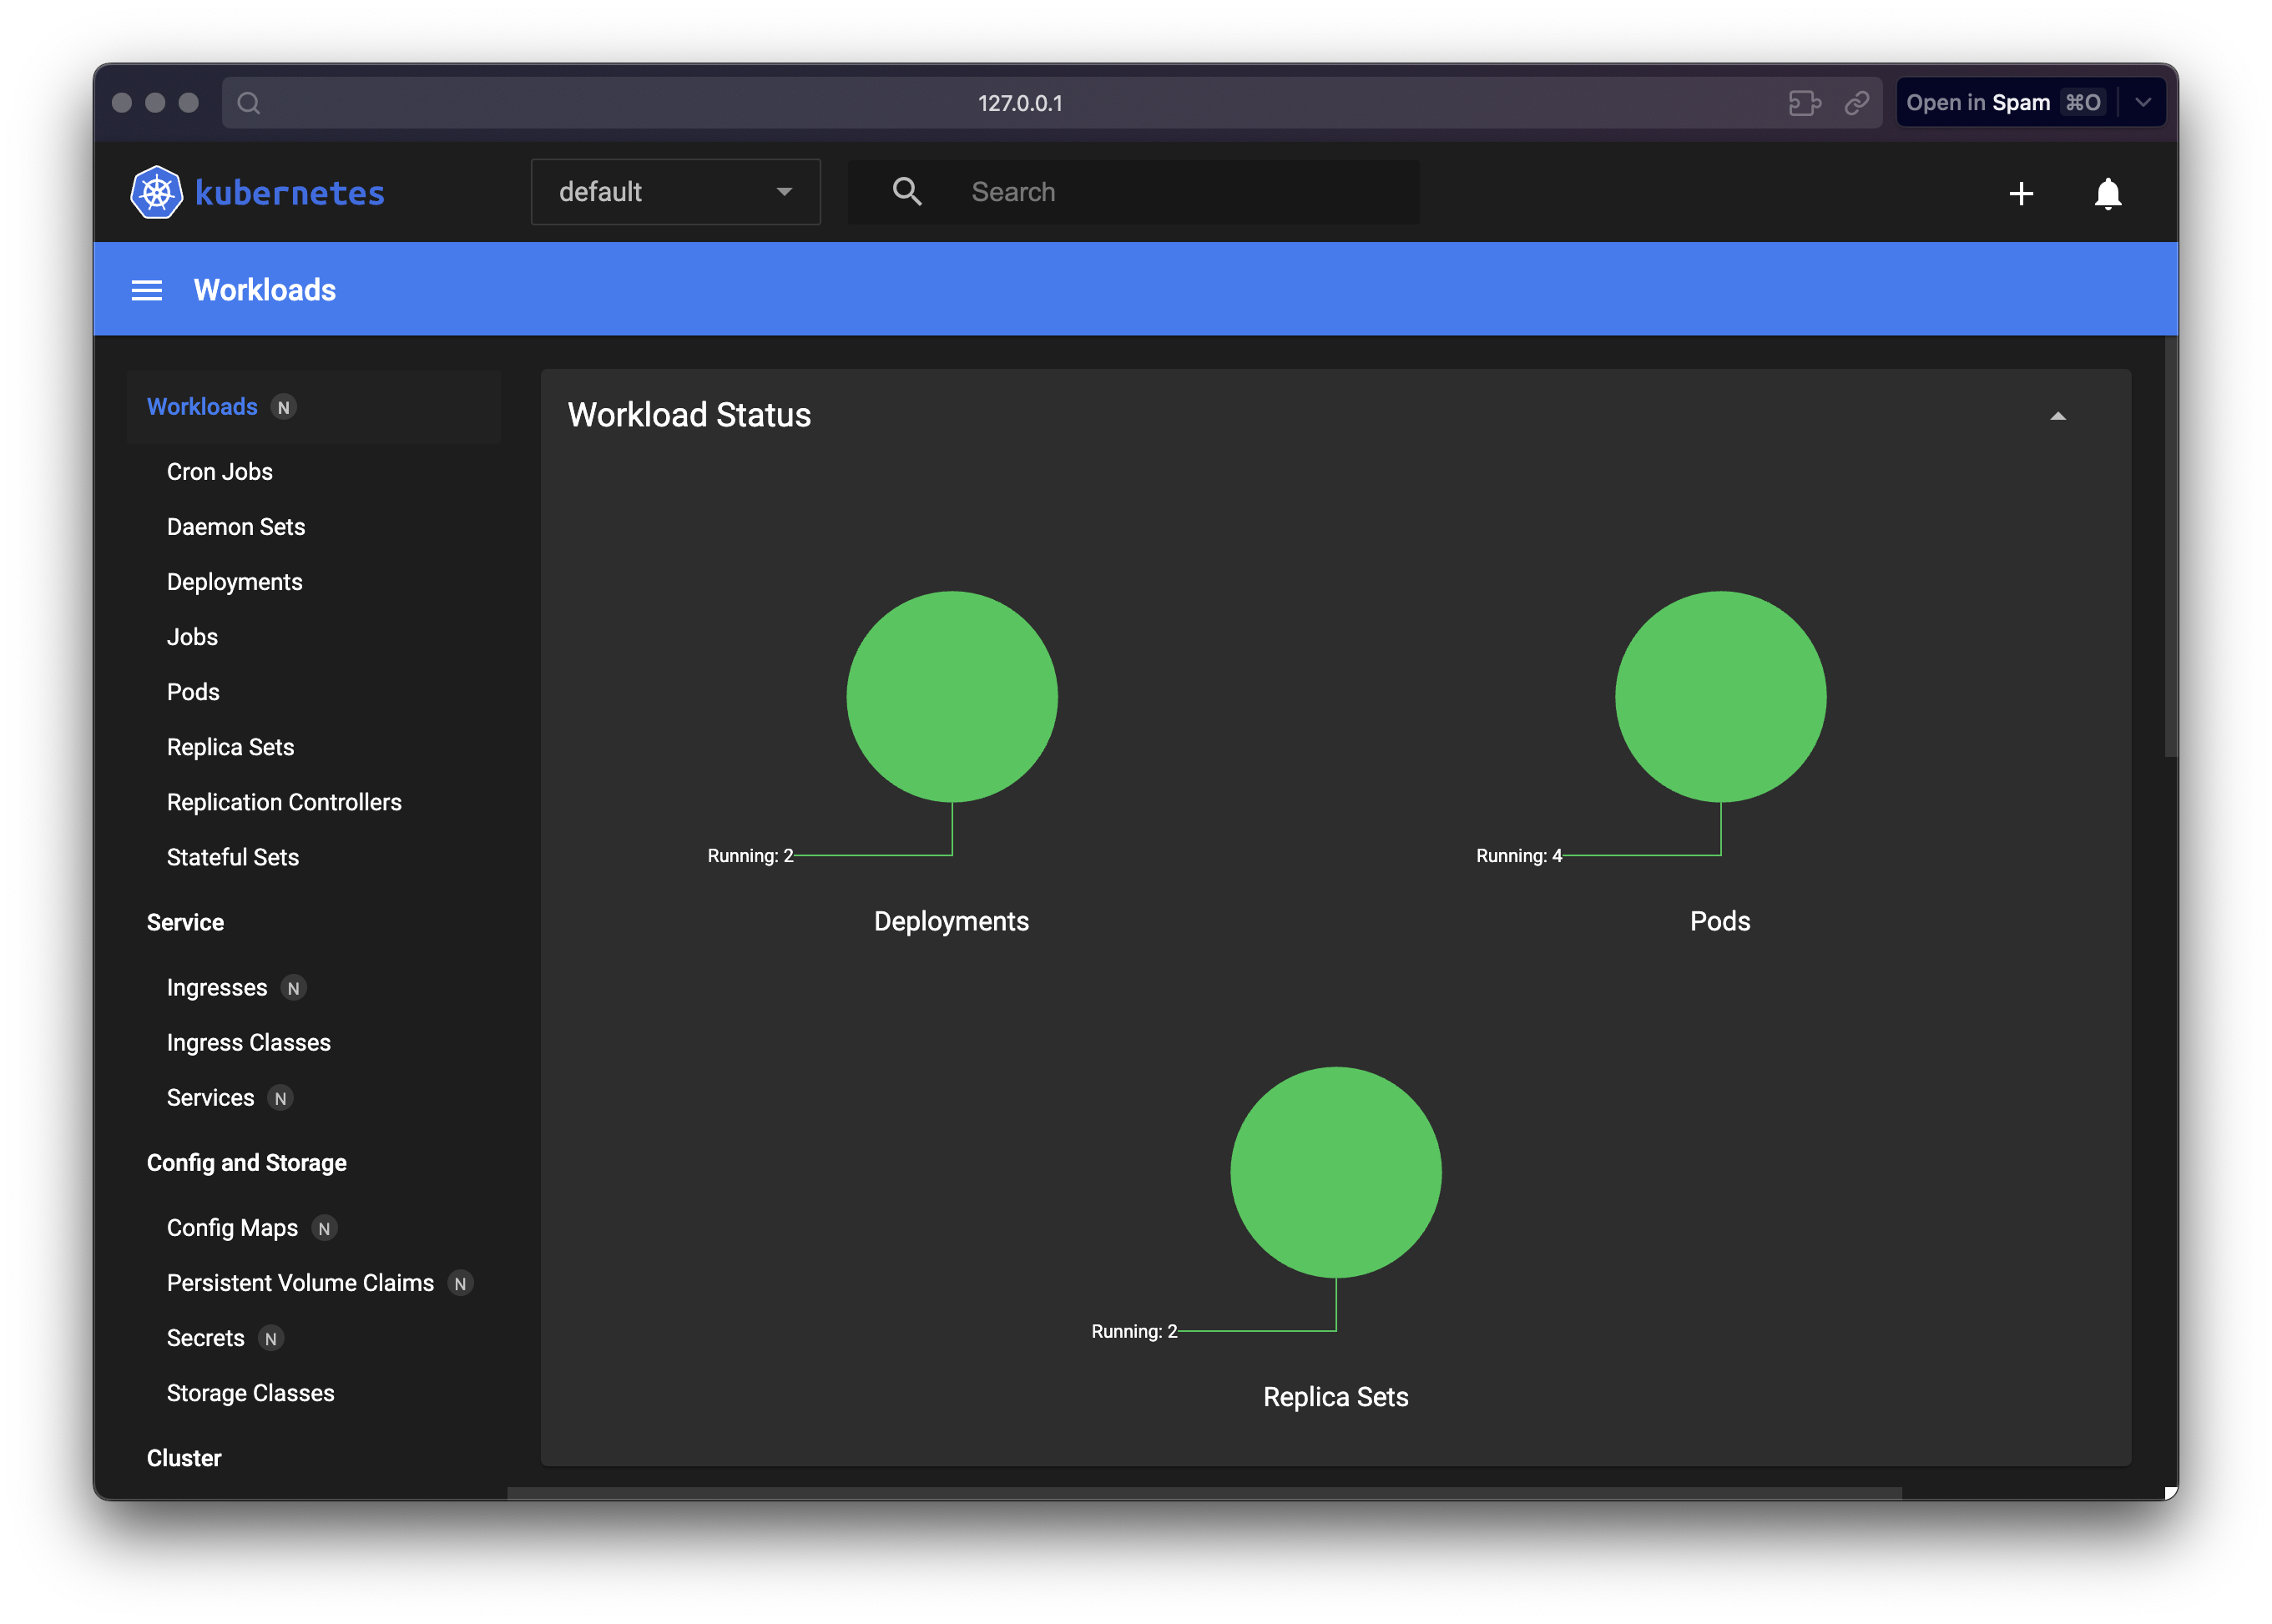 127.0.0.1
Open in Spam ⌘O
kubernetes
default
Search
Workloads
Workloads N
Cron Jobs
Daemon Sets
Deployments
Jobs
Pods
Replica Sets
Replication Controllers
Stateful Sets
Service
Ingresses N
Ingress Classes
Services N
Config and Storage
Config Maps N
Persistent Volume Claims N
Secrets N
Storage Classes
Cluster
Workload Status
Running: 2
Deployments
Running: 4
Pods
Running: 2
Replica Sets